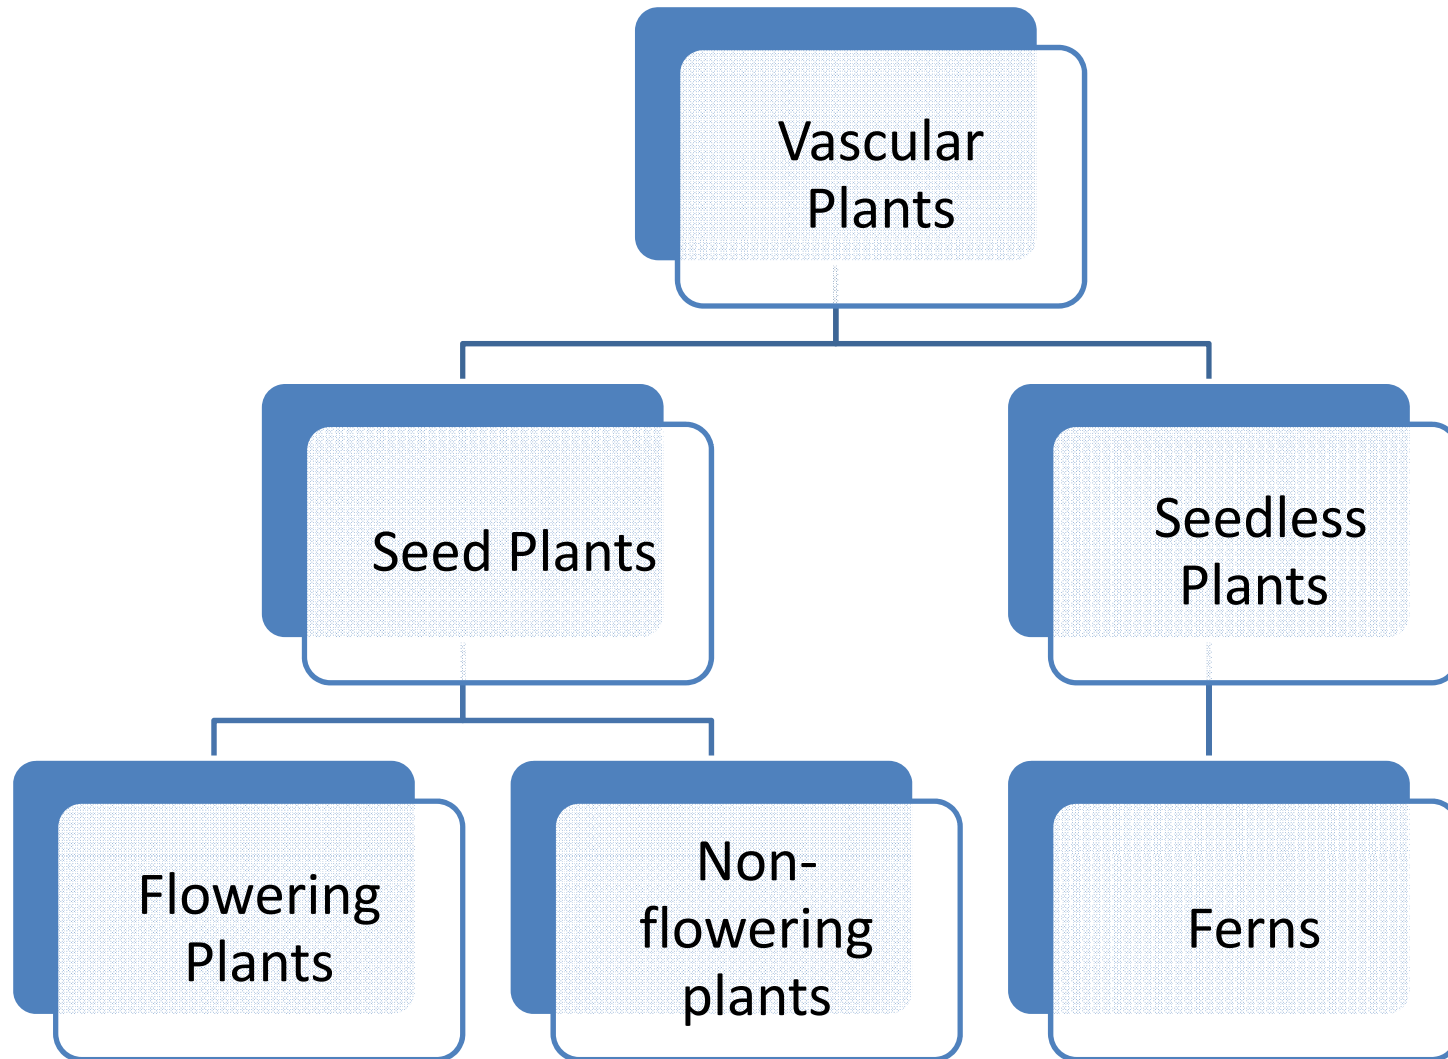 Vascular
Plants
Seed Plants
Seedless
Plants
Flowering
Plants
Non-
flowering
plants
Ferns